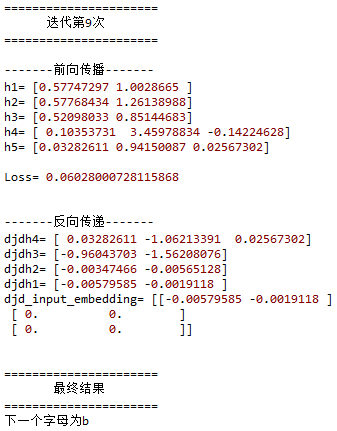 ======================
迭代第9次
======================
-------前向传播-------
h1= [0.57747297 1.0028665 ]
h2= [0.57768434 1.26138988]
h3= [0.52098033 0.85144683]
h4= [ 0.10353731  3.45978834 -0.14224628]
h5= [0.03282611 0.94150087 0.02567302]
Loss= 0.06028000728115868
-------反向传递-------
djdh4= [ 0.03282611 -1.06213391  0.02567302]
djdh3= [-0.96043703 -1.56208076]
djdh2= [-0.00347466 -0.00565128]
djdh1= [-0.00579585 -0.0019118 ]
djd_input_embedding= [[-0.00579585 -0.0019118 ]
[ 0.          0.        ]
[ 0.          0.        ]]
======================
最终结果
======================
下一个字母为b